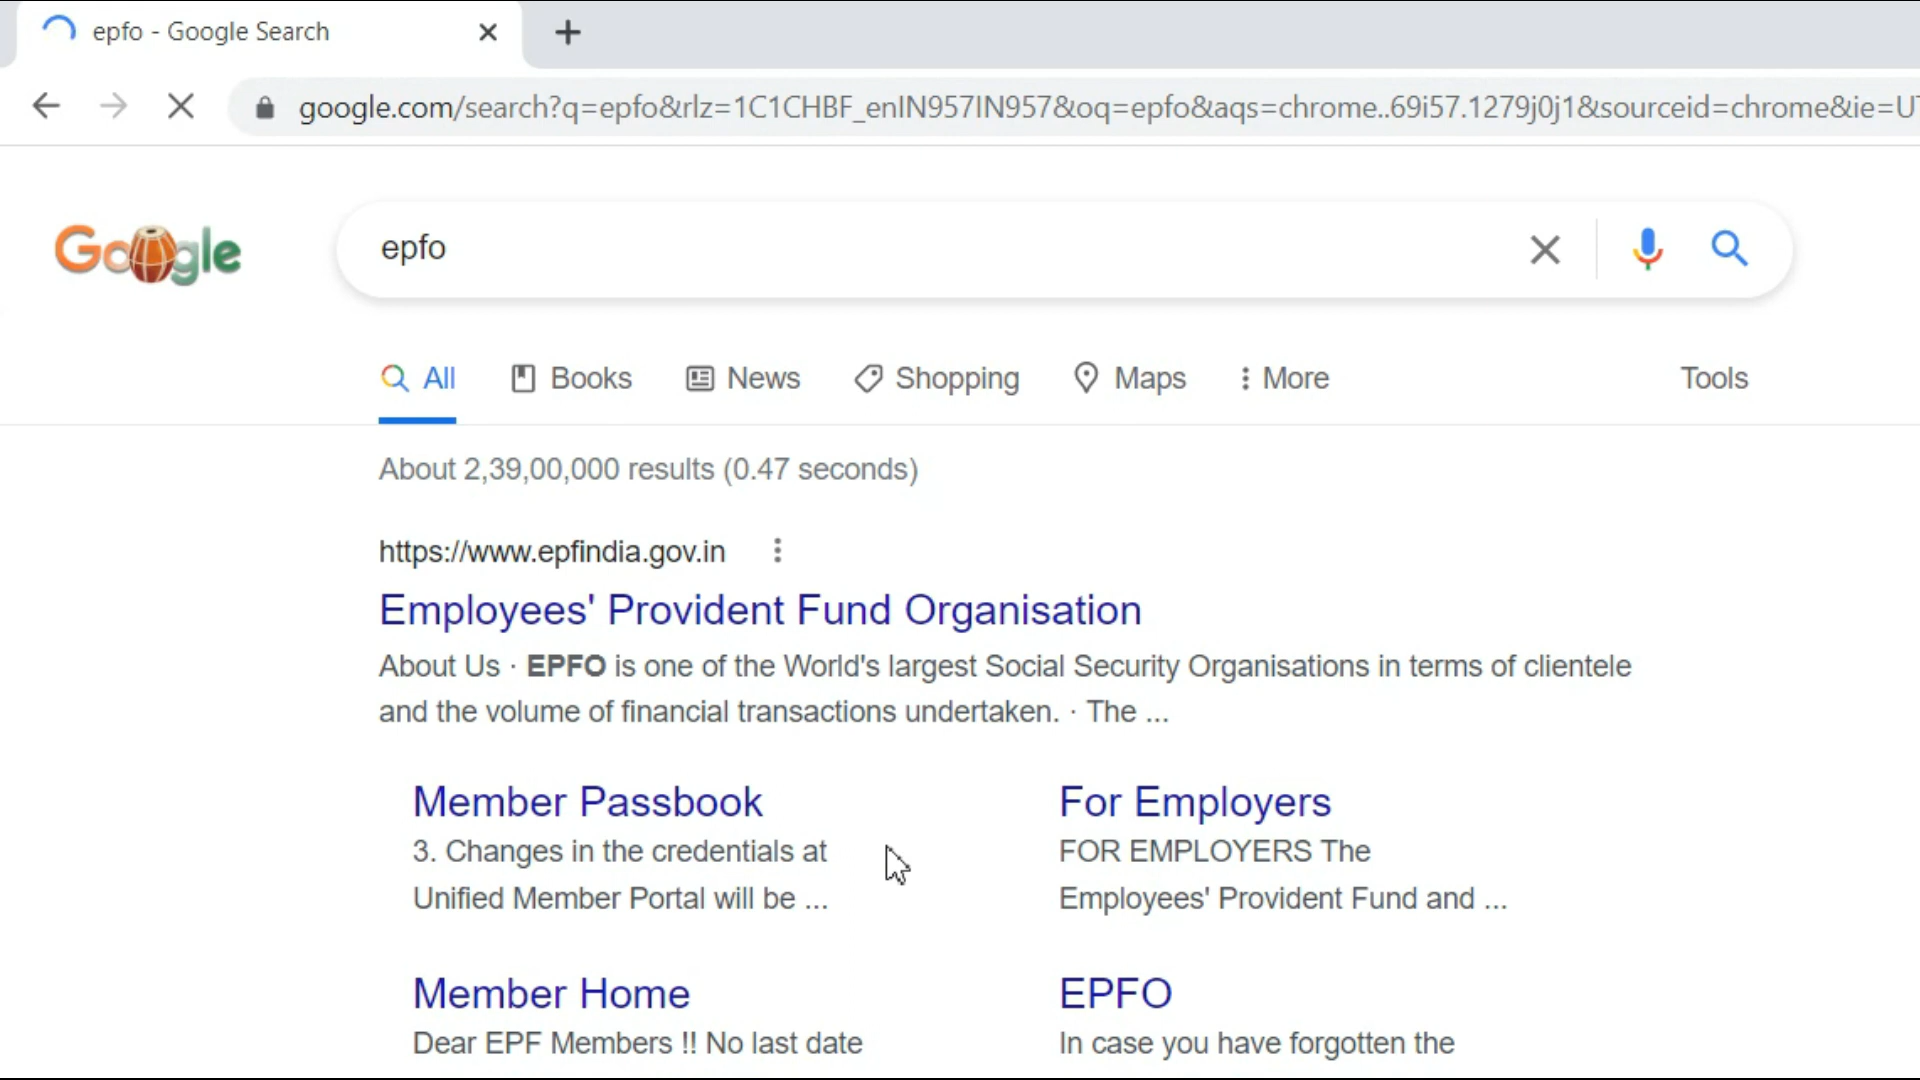 epfo - Google Search
google.com/search?q=epfo&rlz=1C1CHBF_enIN957IN957&oq=epfo&aqs=chrome..69i57.1279j0j1&sourceid=chrome&ie=U
Google
epfo
All Books News Shopping Maps More Tools
About 2,39,00,000 results (0.47 seconds)
https://www.epfindia.gov.in
Employees' Provident Fund Organisation
About Us · EPFO is one of the World's largest Social Security Organisations in terms of clientele
and the volume of financial transactions undertaken. · The ...
Member Passbook
3. Changes in the credentials at
Unified Member Portal will be ...
For Employers
FOR EMPLOYERS The
Employees' Provident Fund and ...
Member Home
Dear EPF Members !! No last date
EPFO
In case you have forgotten the